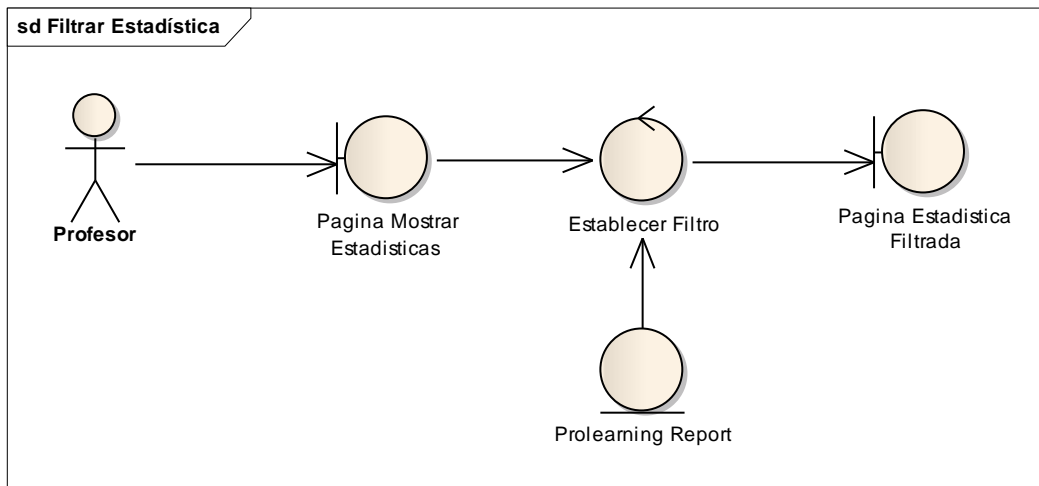 sd Filtrar Estadística
Profesor
Pagina Mostrar
Estadisticas
Establecer Filtro
Pagina Estadistica
Filtrada
Prolearning Report